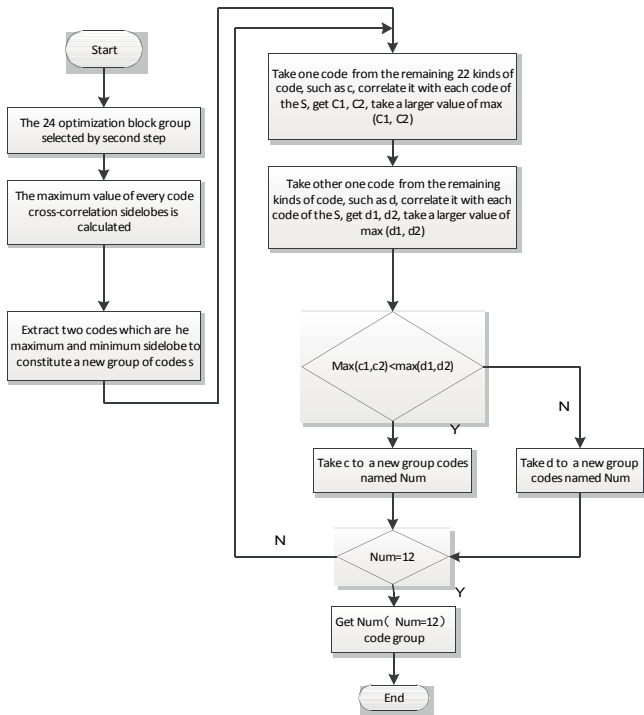 Start
The 24 optimization block group
selected by second step
The maximum value of every code
cross-correlation sidelobes is
calculated
Extract two codes which are he
maximum and minimum sidelobe to
constitute a new group of codes s
Take one code from the remaining 22 kinds of
code, such as c, correlate it with each code of
the S, get C1, C2, take a larger value of max
(C1, C2)
Take other one code from the remaining
kinds of code, such as d, correlate it with each
code of the S, get d1, d2, take a larger value of
max (d1, d2)
Max(c1,c2)<max(d1,d2)
N
Y
Take c to a new group codes
named Num
Take d to a new group
codes named Num
N
Num=12
Y
Get Num( Num=12)
code group
End